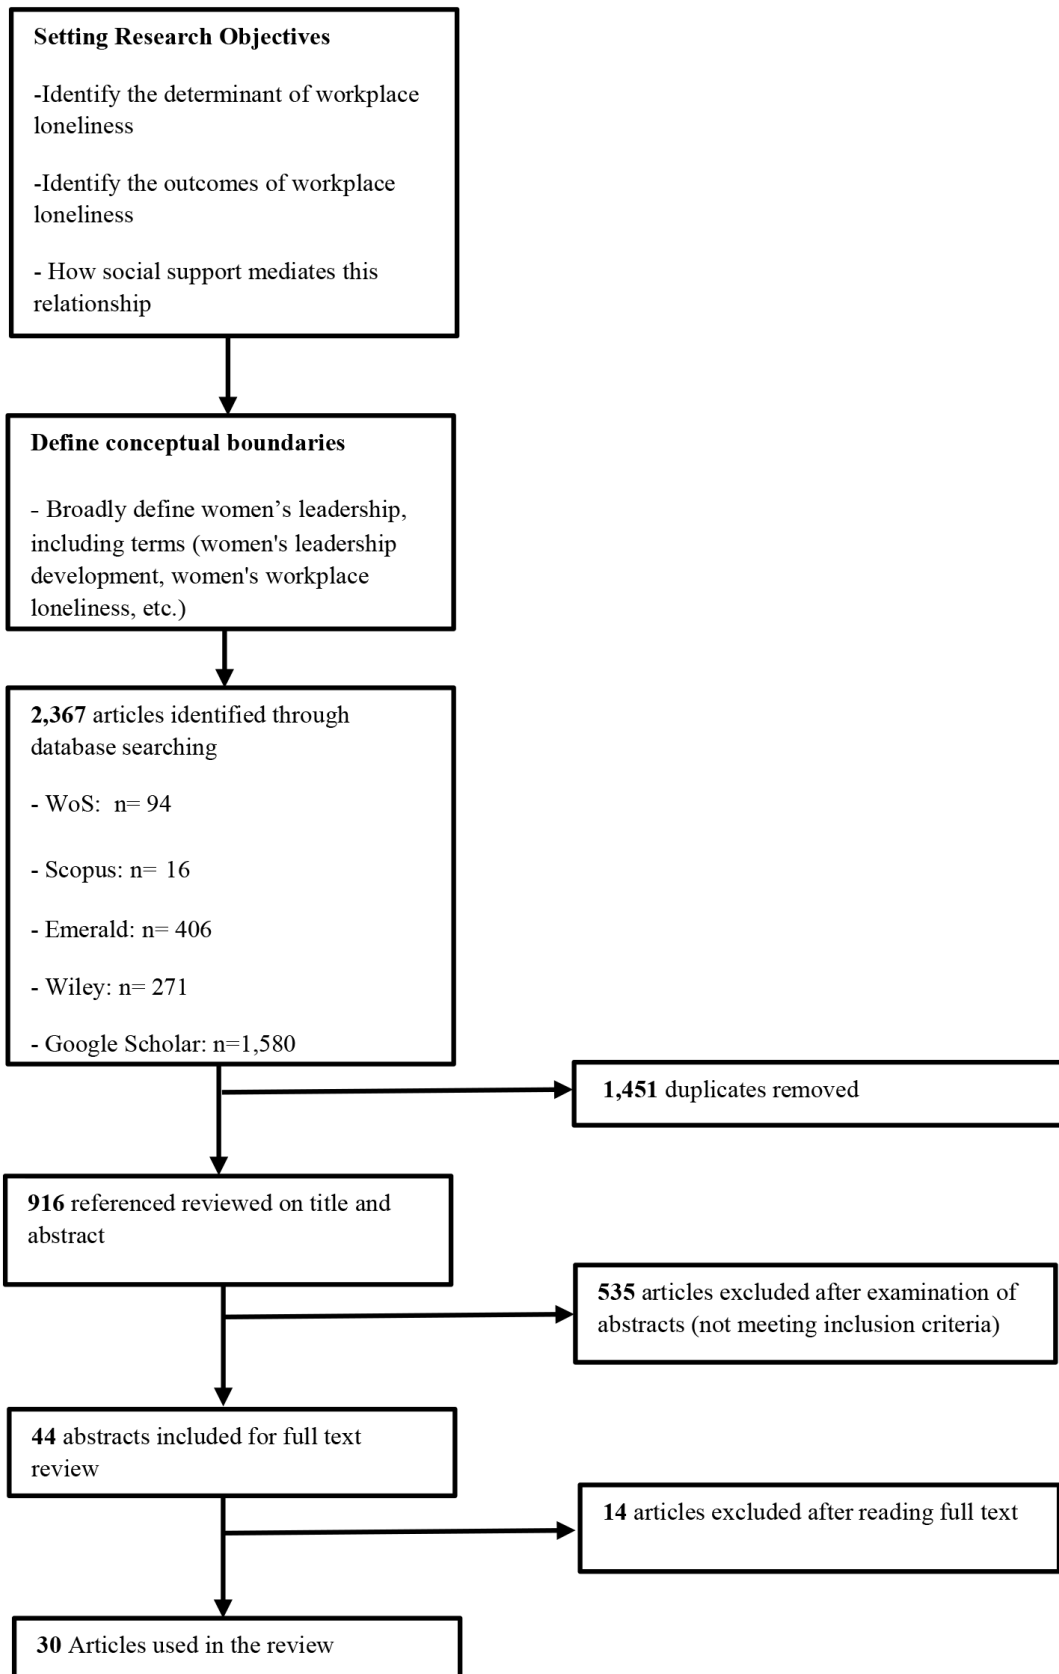 Setting Research Objectives
-Identify the determinant of workplace
loneliness
-Identify the outcomes of workplace
loneliness
- How social support mediates this
relationship
Define conceptual boundaries
- Broadly define women’s leadership,
including terms (women's leadership
development, women's workplace
loneliness, etc.)
2,367 articles identified through
database searching
- WoS:  n= 94
- Scopus: n= 16
- Emerald: n= 406
- Wiley: n= 271
- Google Scholar: n=1,580
1,451 duplicates removed
916 referenced reviewed on title and
abstract
535 articles excluded after examination of
abstracts (not meeting inclusion criteria)
44 abstracts included for full text
review
14 articles excluded after reading full text
30 Articles used in the review